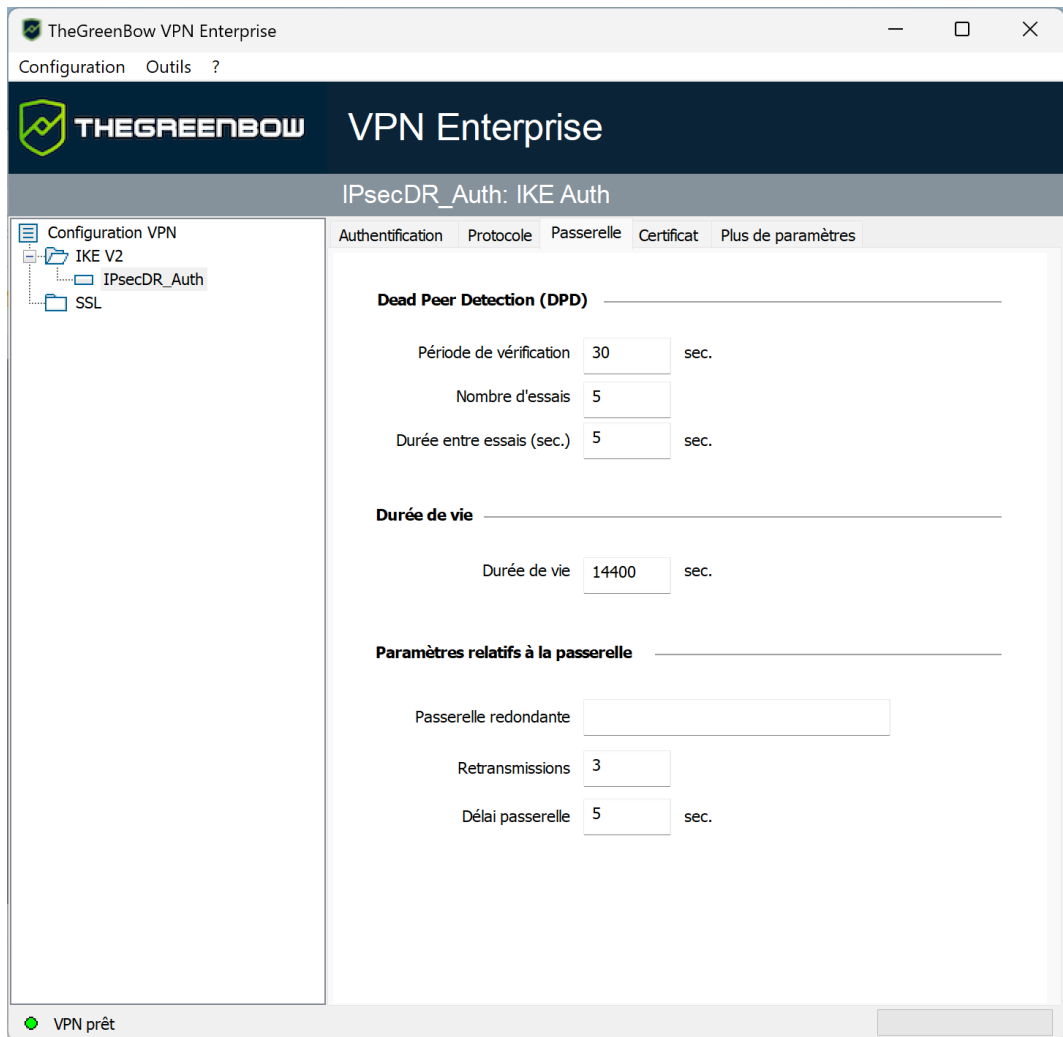 TheGreenBow VPN Enterprise
Configuration Outils ?
THEGREENBOW VPN Enterprise
IPsecDR_Auth: IKE Auth
Configuration VPN
IKE V2
IPsecDR_Auth
SSL
Authentification Protocole Passerelle Certificat Plus de paramètres
Dead Peer Detection (DPD)
Période de vérification 30 sec.
Nombre d'essais 5
Durée entre essais (sec.) 5 sec.
Durée de vie
Durée de vie 14400 sec.
Paramètres relatifs à la passerelle
Passerelle redondante
Retransmissions 3
Délai passerelle 5 sec.
VPN prêt